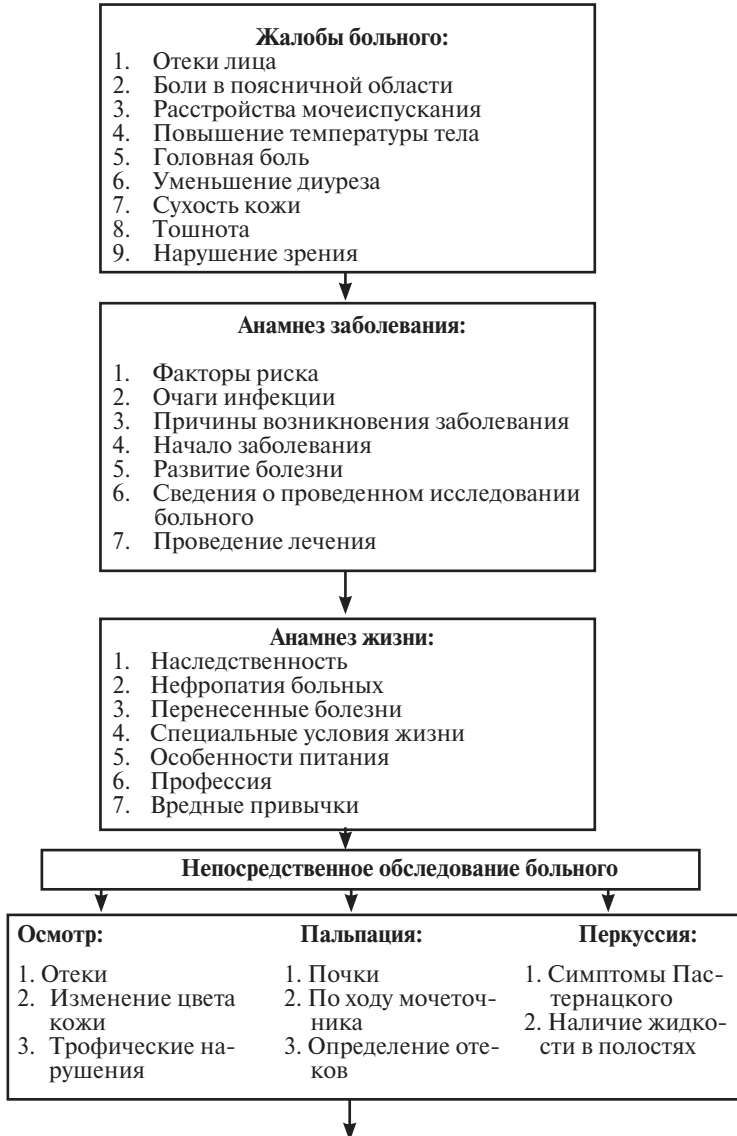 Жалобы больного:
1. Отеки лица
2. Боли в поясничной области
3. Расстройства мочеиспускания
4. Повышение температуры тела
5. Головная боль
6. Уменьшение диуреза
7. Сухость кожи
8. Тошнота
9. Нарушение зрения
Анамнез заболевания:
1. Факторы риска
2. Очаги инфекции
3. Причины возникновения заболевания
4. Начало заболевания
5. Развитие болезни
6. Сведения о проведенном исследовании
больного
7. Проведение лечения
Анамнез жизни:
1. Наследственность
2. Нефропатия больных
3. Перенесенные болезни
4. Специальные условия жизни
5. Особенности питания
6. Профессия
7. Вредные привычки
Непосредственное обследование больного
Осмотр:
1. Отеки
2. Изменение цвета
кожи
3. Трофические на-
рушения
Пальпация:
1. Почки
2. По ходу мочеточ-
ника
3. Определение оте-
ков
Перкуссия:
1. Симптомы Пас-
тернацкого
2. Наличие жидко-
сти в полостях